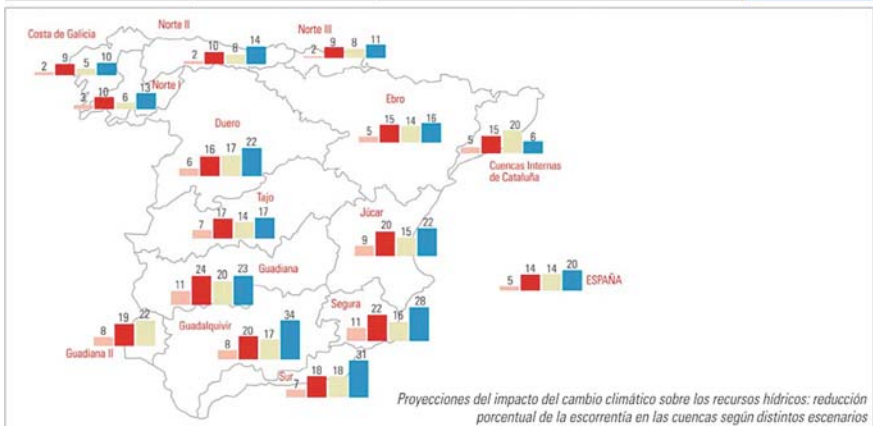 Norte II
Norte III
Costa de Galicia
2 9 5 10
2 10 8 14
2 9 8 11
Norte I
3 10 6 13
Ebro
5 15 14 16
5 15 20 6
Cuencas Internas
de Cataluña
Duero
6 16 17 22
Tajo
7 17 14 17
Júcar
9 20 15 22
Guadiana
11 24 20 23
5 14 14 20
ESPAÑA
Segura
11 22 16 28
8 19 22
Guadiana II
Guadalquivir
8 20 17 34
Sur
7 18 18 31
Proyecciones del impacto del cambio climático sobre los recursos hídricos: reducción
porcentual de la escorrentía en las cuencas según distintos escenarios